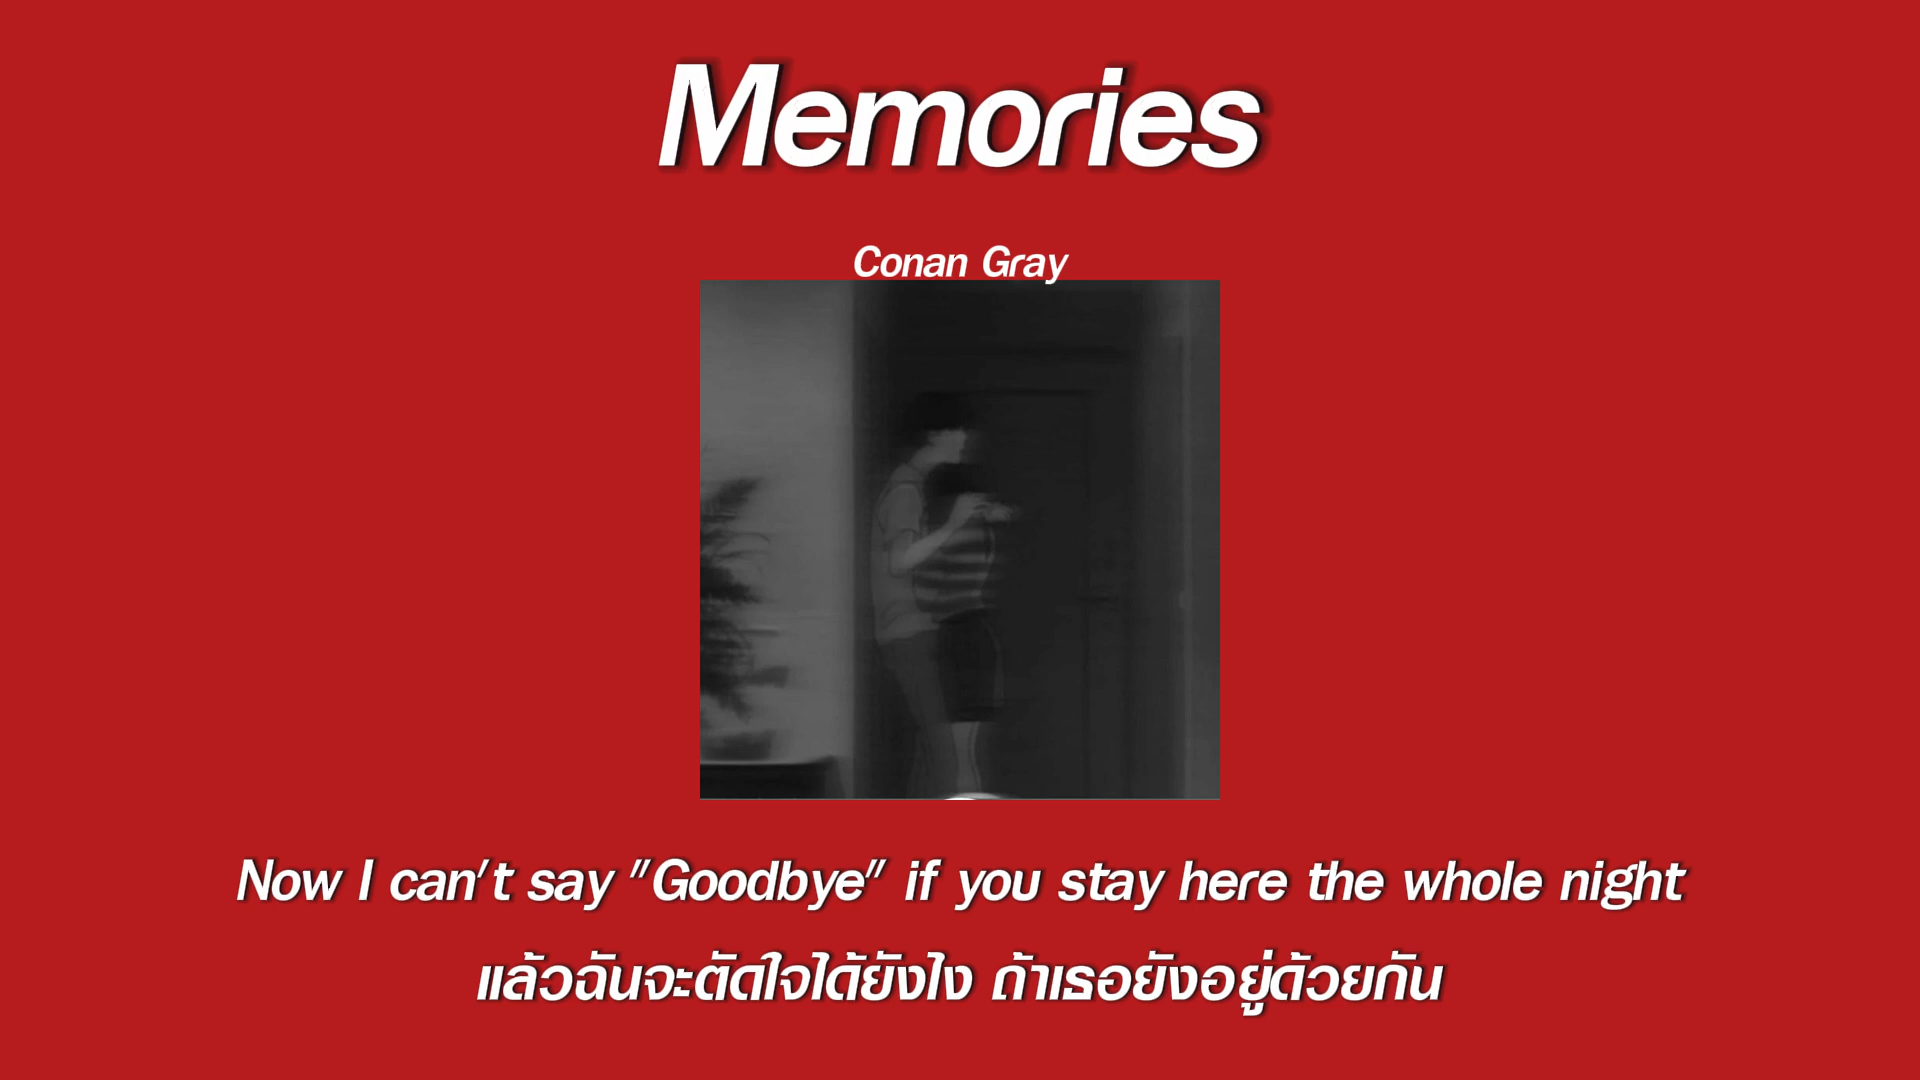 Memories
Conan Gray
Now I can't say "Goodbye" if you stay here the whole night
แล้วฉันจะตัดใจได้ยังไง ถ้าเธอยังอยู่ด้วยกัน